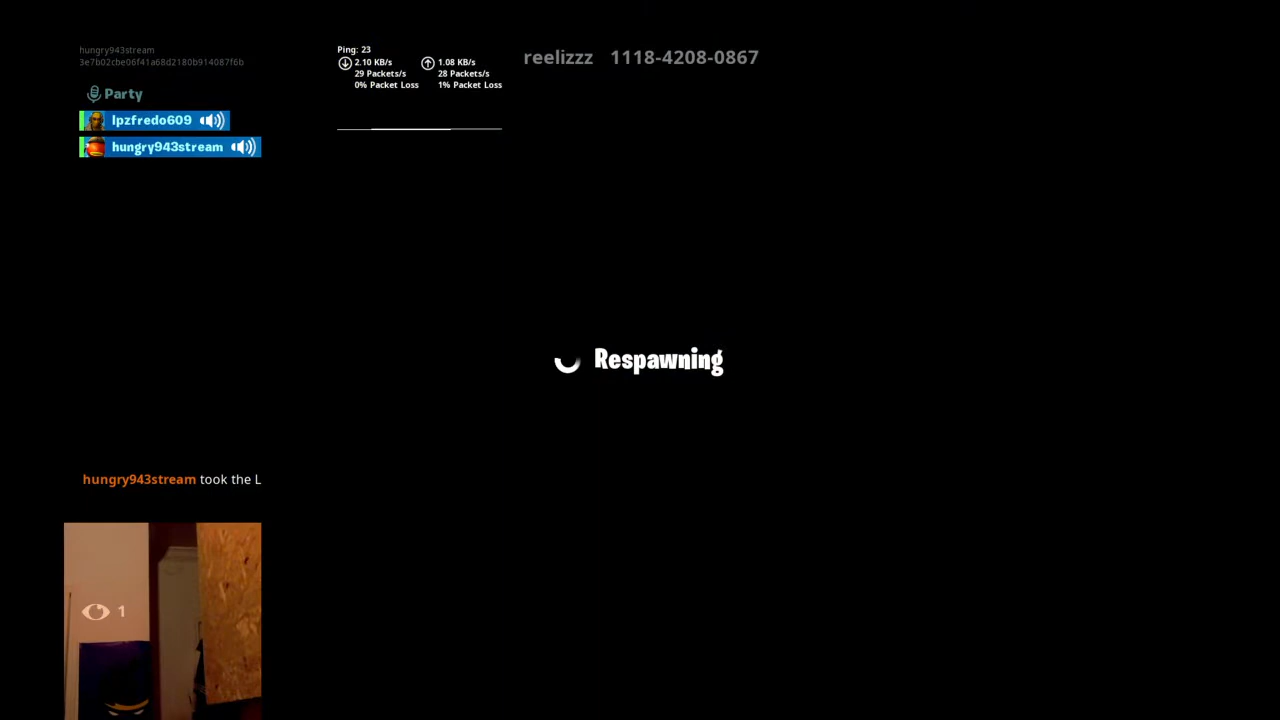 hungry943stream
3e7b02cbe06f41a68d2180b914087f6b
Party
lpzfredo609
hungry943stream
Ping: 23
2.10 KB/s 1.08 KB/s
29 Packets/s 28 Packets/s
0% Packet Loss 1% Packet Loss
reelizzz 1118-4208-0867
Respawning
hungry943stream took the L
1